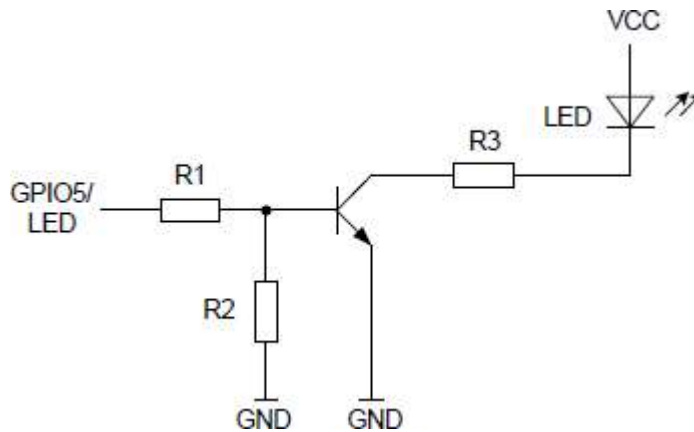 VCC
LED
R3
R1
GPIO5/
LED
R2
GND
GND